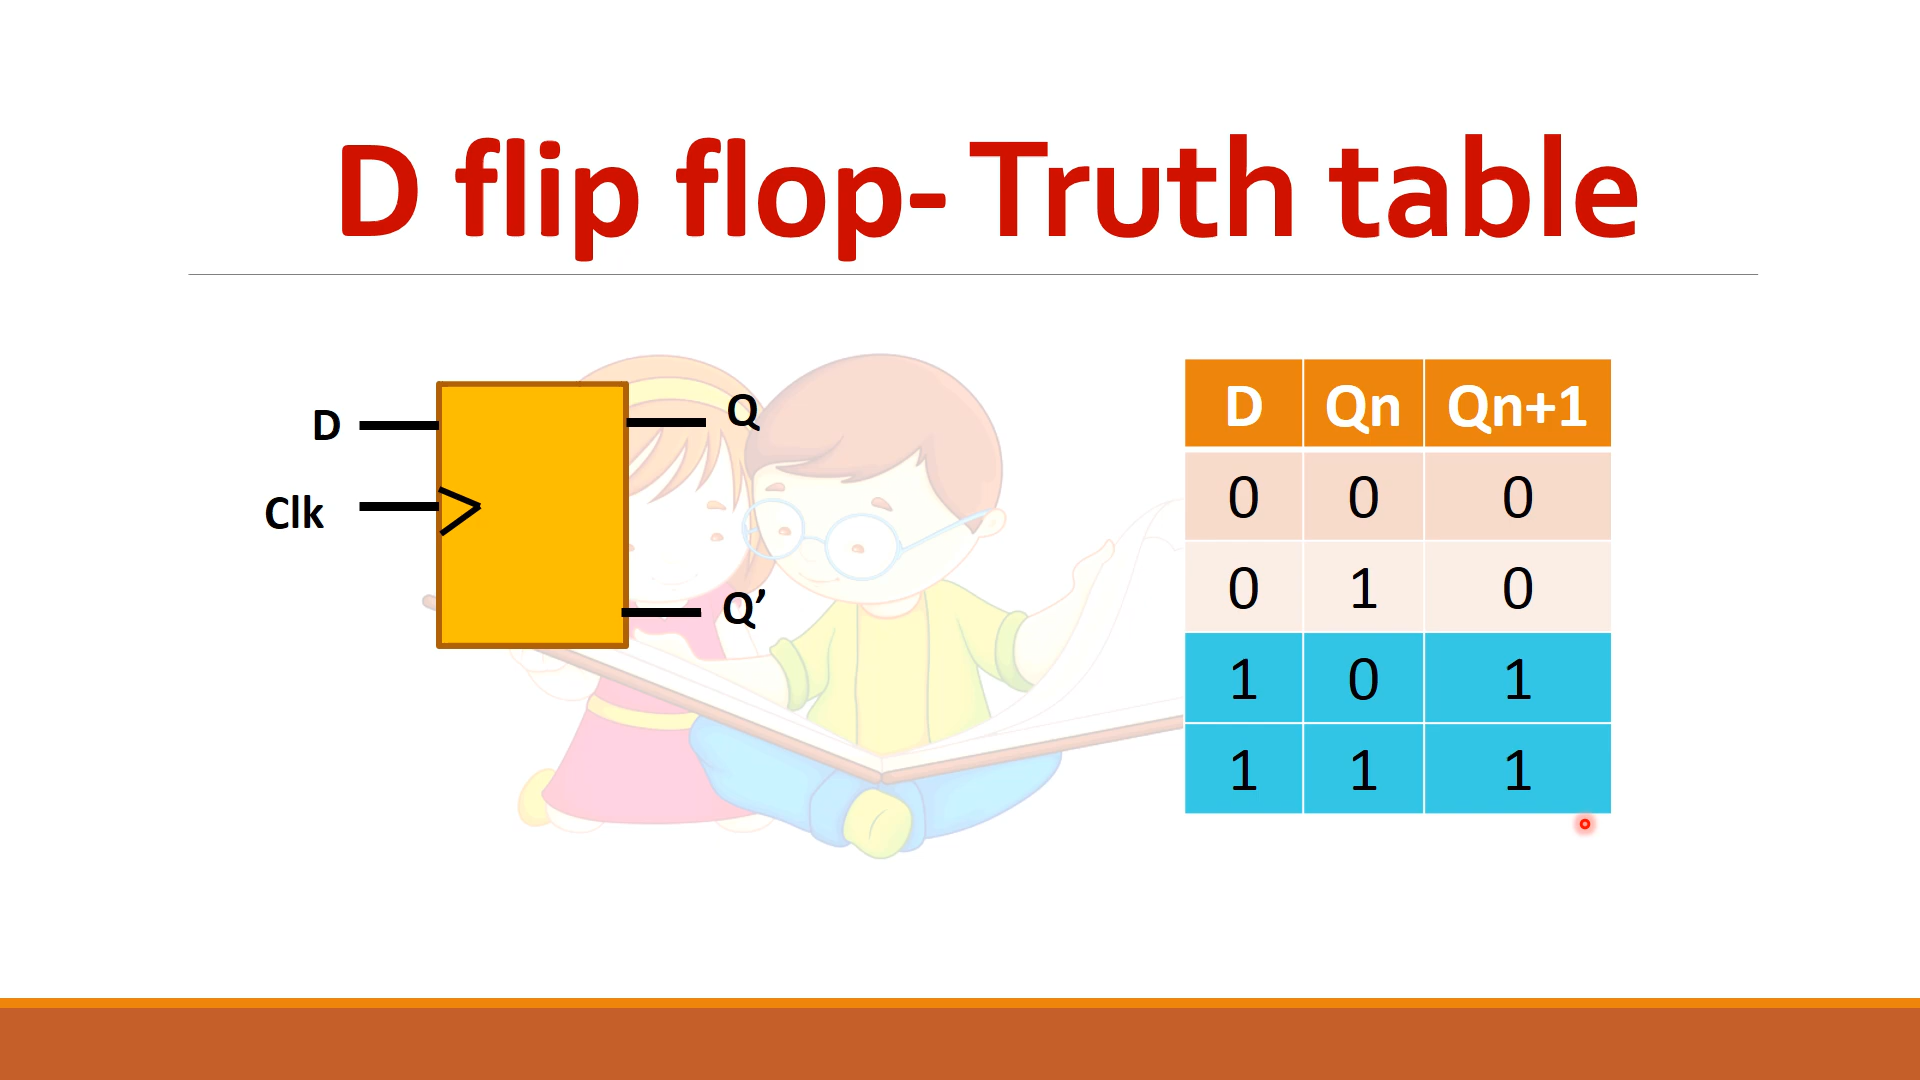 D flip flop- Truth table
D
Clk
Q
Q’
D Qn Qn+1
0 0 0
0 1 0
1 0 1
1 1 1